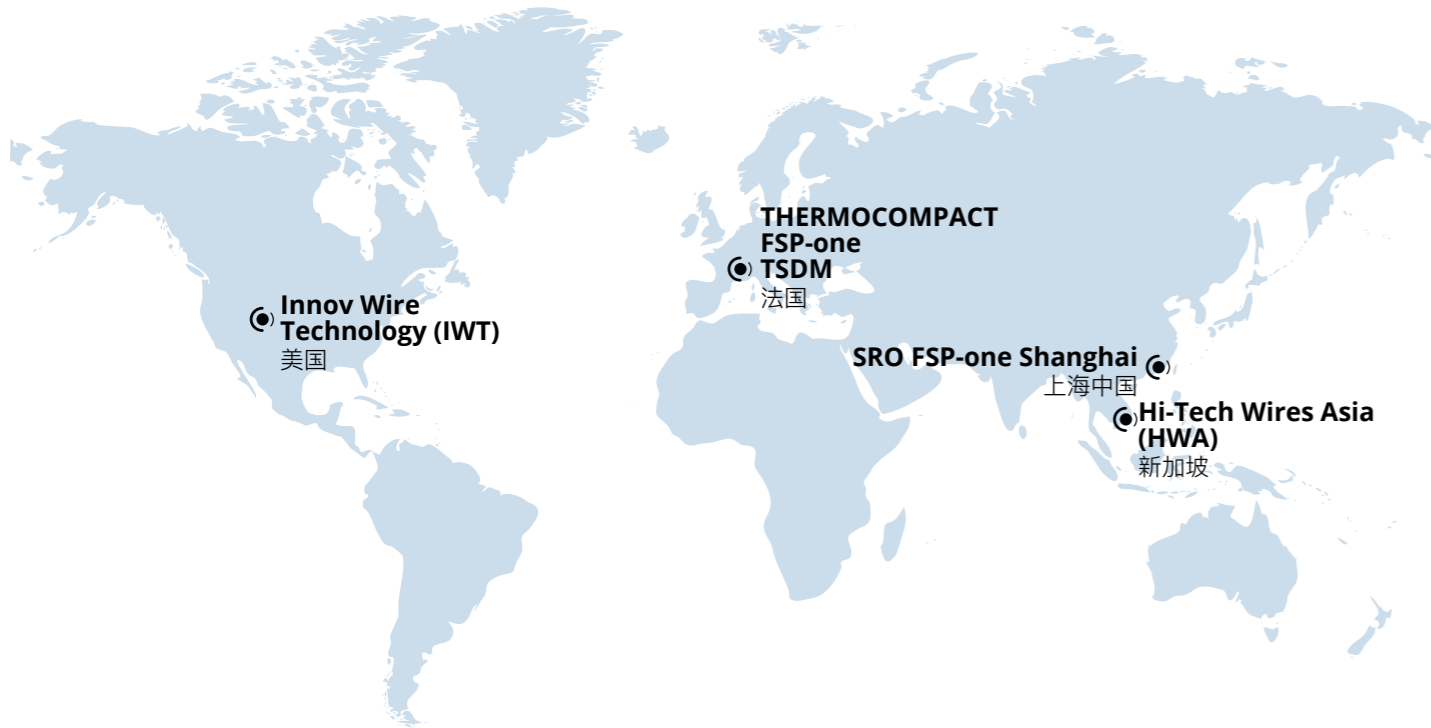 THERMOCOMPACT
FSP-one
TSDM
法国
Innov Wire
Technology (IWT)
美国
SRO FSP-one Shanghai
上海中国
Hi-Tech Wires Asia
(HWA)
新加坡